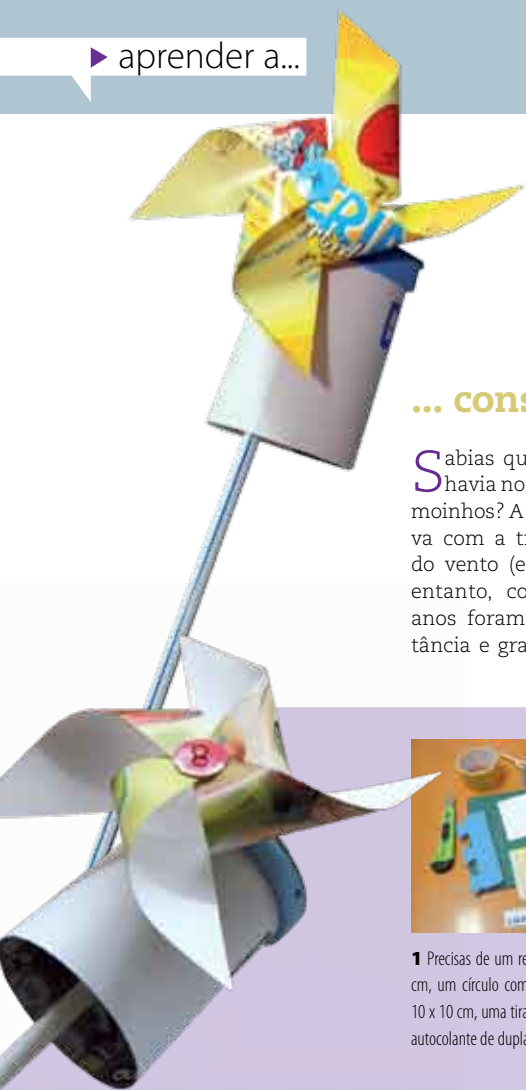 aprender a...
... cons
Sabias qu
havia no
moinhos? A
va com a t
do vento (e
entanto, co
anos foram
tância e gra
8
1 Precisas de um re
cm, um círculo com
10 x 10 cm, uma tira
autocolante de dupla